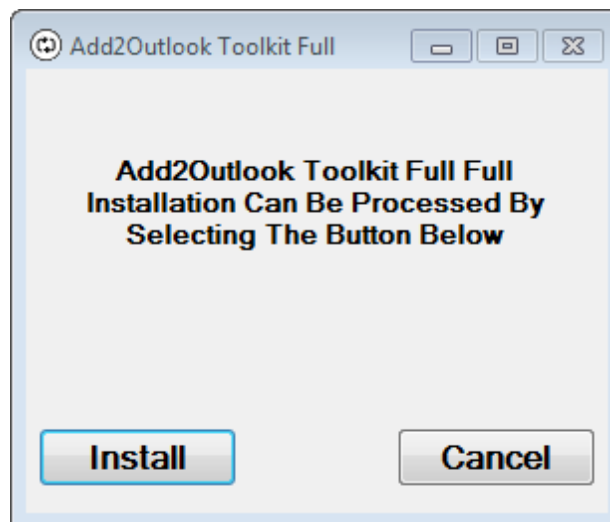 Add2Outlook Toolkit Full
Add2Outlook Toolkit Full Full
Installation Can Be Processed By
Selecting The Button Below
Install
Cancel